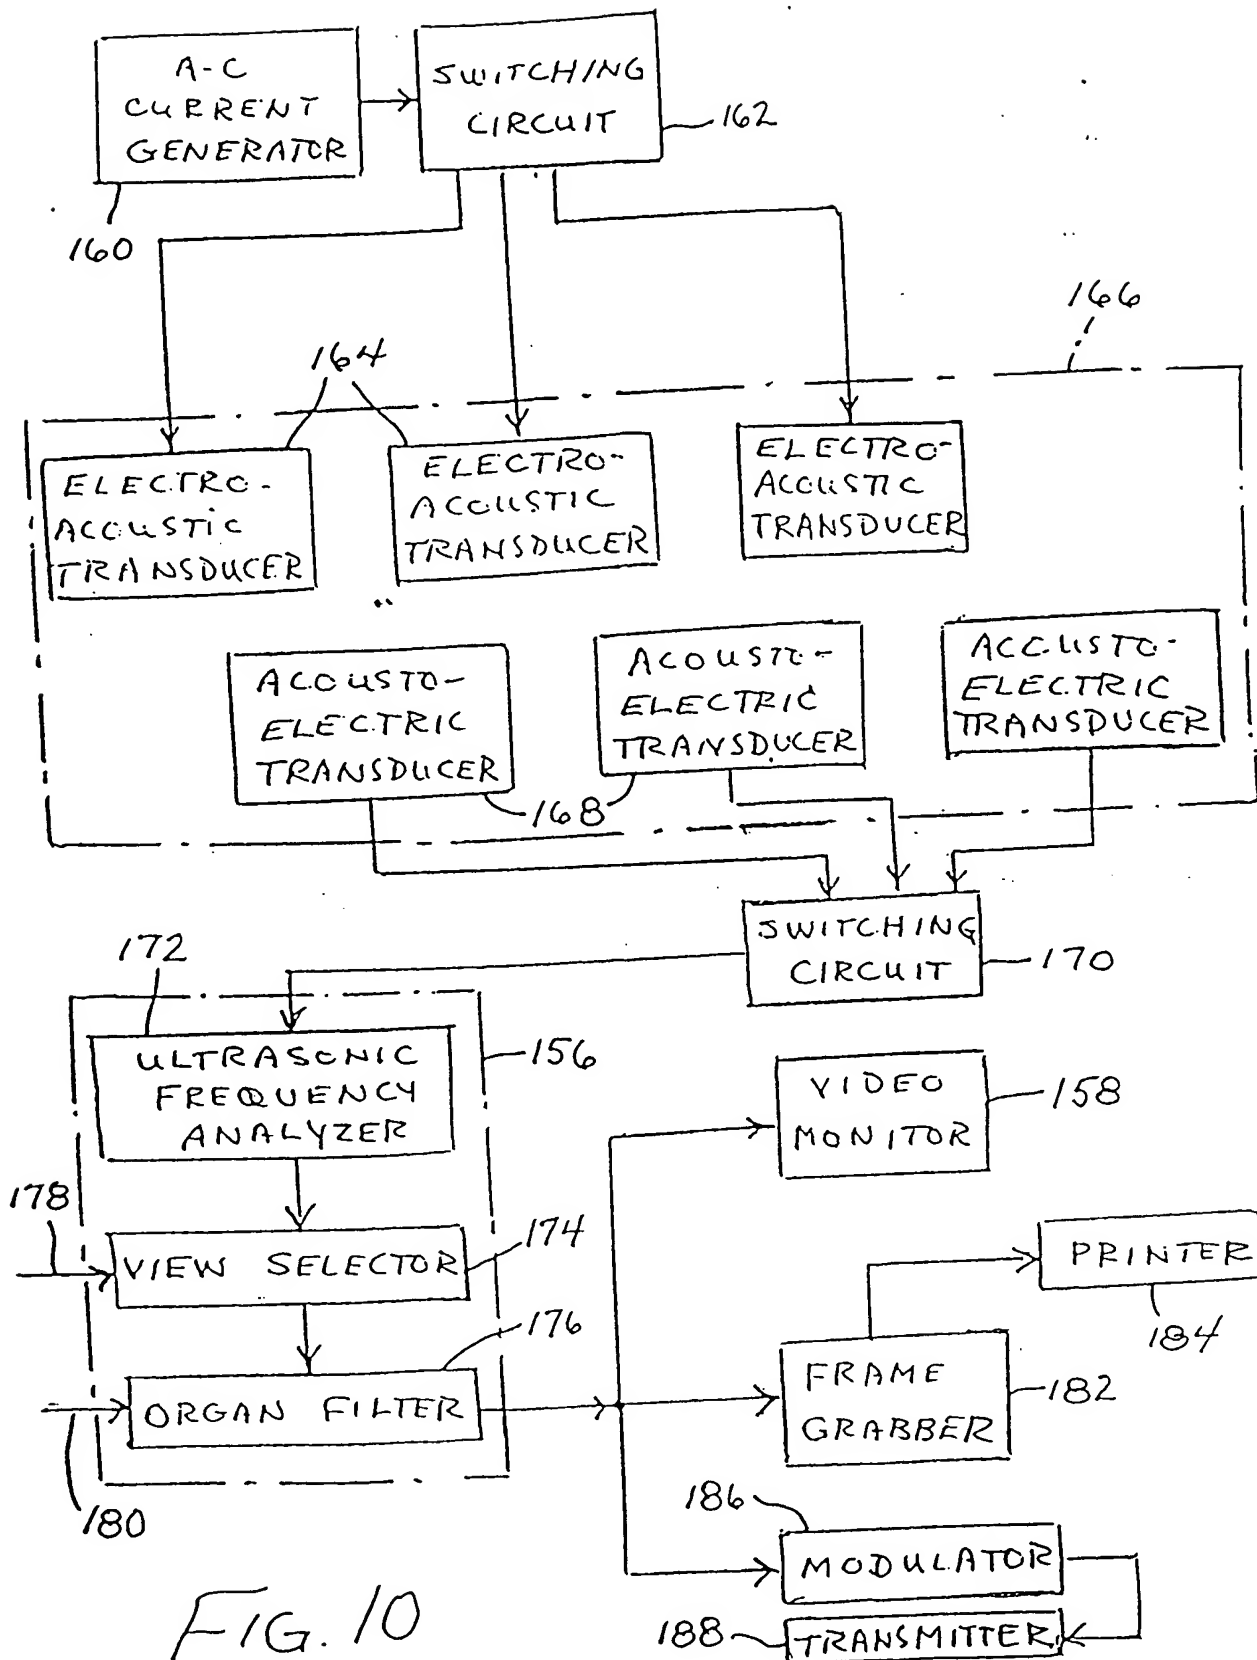 A-C
CURRENT
GENERATOR
SWITCHING
CIRCUIT
162
160
166
164
ELECTRO-
ACOUSTIC
TRANSDUCER
ELECTRO-
ACOUSTIC
TRANSDUCER
ELECTRO-
ACOUSTIC
TRANSDUCER
ACOUSTO-
ELECTRIC
TRANSDUCER
ACOUSTO-
ELECTRIC
TRANSDUCER
ACOUSTO-
ELECTRIC
TRANSDUCER
168
SWITCHING
CIRCUIT
170
172
ULTRASONIC
FREQUENCY
ANALYZER
156
VIDEO
MONITOR
158
178
VIEW SELECTOR
174
PRINTER
184
176
ORGAN FILTER
180
FRAME
GRABBER
182
186
MODULATOR
188
TRANSMITTER
FIG. 10